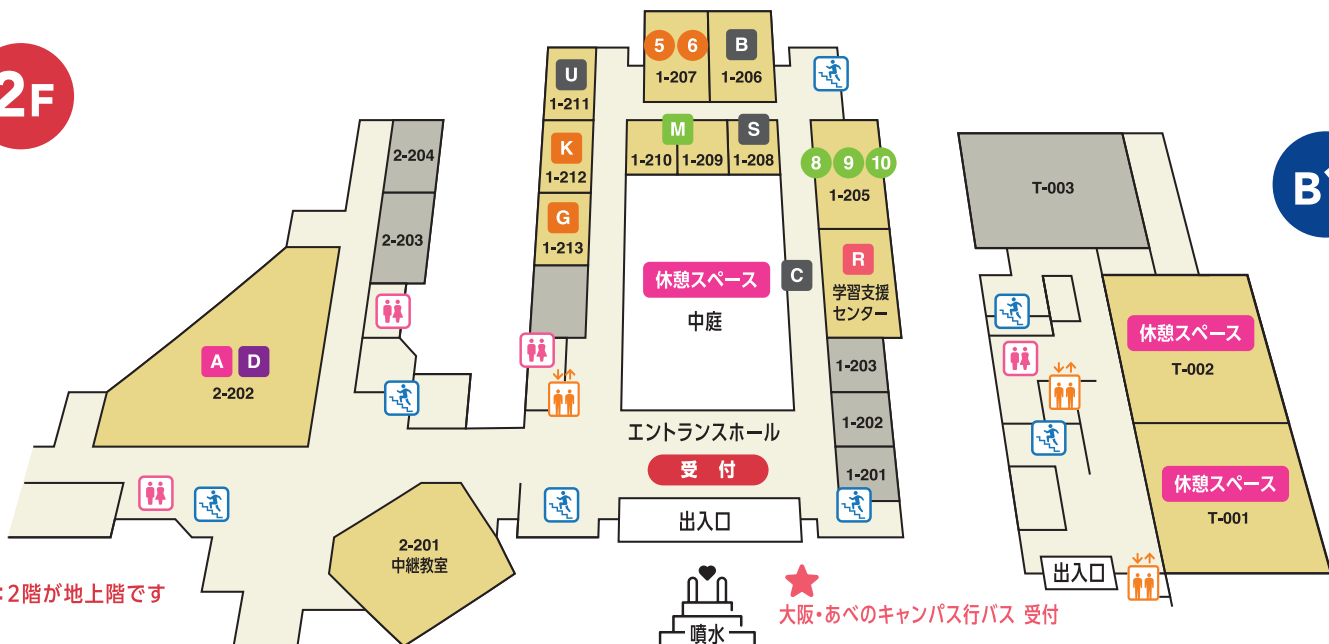 2F
5 6
B
1-207
1-206
U
1-211
M
S
K
1-210
1-209
1-208
1-212
8 9 10
1-205
G
1-213
2-204
2-203
A D
2-202
休憩スペース
中庭
C
R
学習支援
センター
1-203
1-202
1-201
エントランスホール
受 付
出入口
2-201
中継教室
:2階が地上階です
噴水
大阪・あべのキャンパス行バス 受付
B
T-003
休憩スペース
T-002
休憩スペース
T-001
出入口